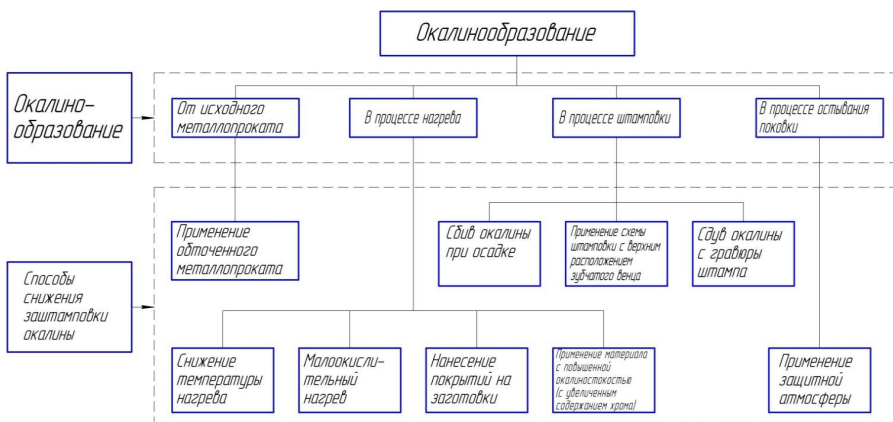 Окалинообразование
Окалино-
образование
От исходного
металлопроката
В процессе нагрева
В процессе штамповки
В процессе остывания
поковки
Применение
обточенного
металлопроката
Сбив окалины
при осадке
Применение схемы
штамповки с верхним
расположением
зубчатого венца
Сдув окалины
с гравюры
штампа
Способы
снижения
заштамповки
окалины
Снижение
температуры
нагрева
Малоокисли-
тельный
нагрев
Нанесение
покрытий на
заготовки
Применение материала
с повышенной
окалиностокостью
(с увеличенным
содержанием хрома)
Применение
защитной
атмосферы